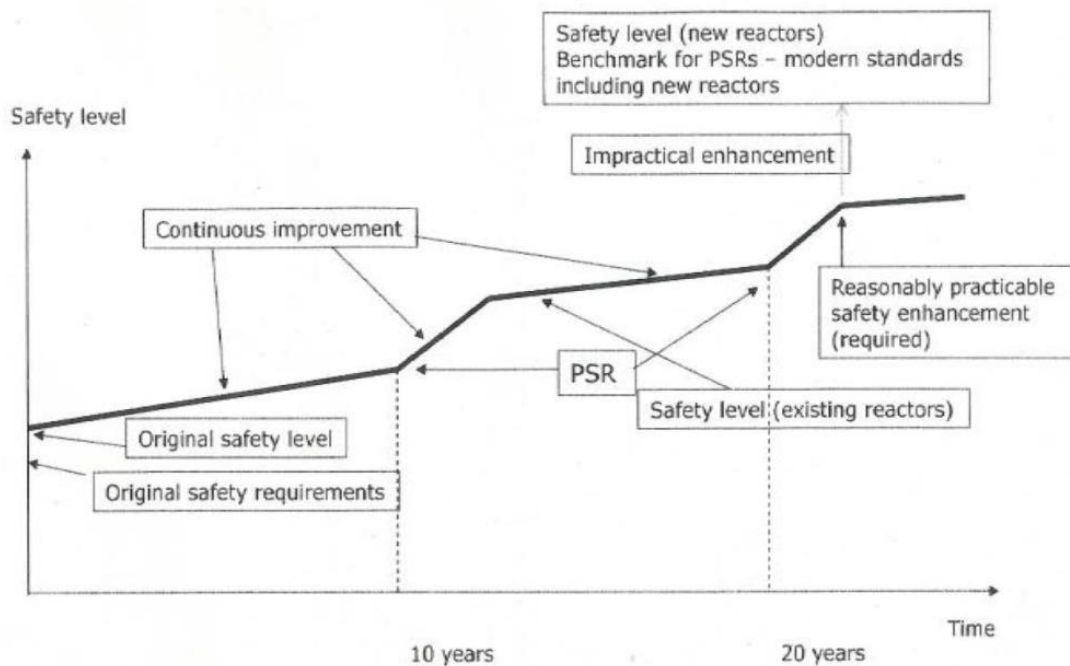 Safety level (new reactors)
Benchmark for PSRs – modern standards
including new reactors
Safety level
Impractical enhancement
Continuous improvement
Reasonably practicable
safety enhancement
(required)
PSR
Safety level (existing reactors)
Original safety level
Original safety requirements
Time
10 years
20 years